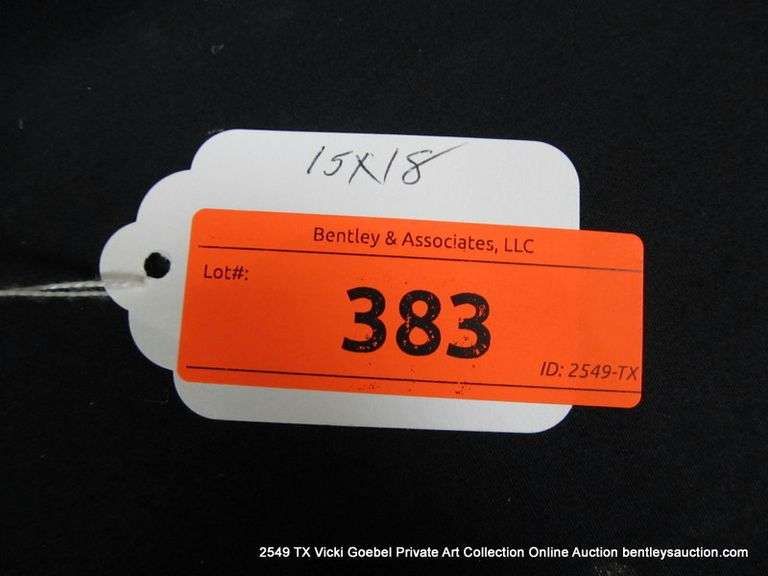 15X18
Bentley & Associates, LLC
Lot#:
383
ID: 2549-TX
2549 TX Vicki Goebel Private Art Collection Online Auction bentleysauction.com